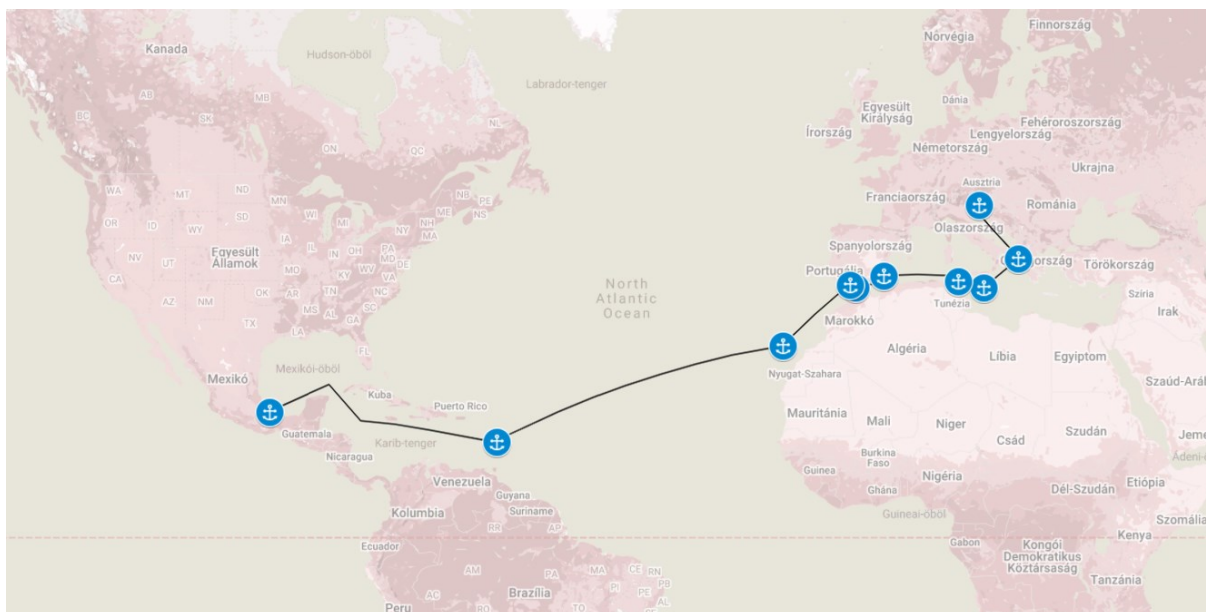 Kanada
Hudson-öböl
Labrador-tenger
Norvégia
Finnország
Egyesült
Királyság
Írország
Dánia
Fehéroroszország
Lengyelország
Németország
Ukrajna
Franciaország
Ausztria
Románia
Olaszország
Spanyolország
Portugália
Törökország
Tunézia
Szíria
Irak
Marokkó
Algéria
Líbia
Egyiptom
Nyugat-Szahara
Mauritánia
Mali
Niger
Csád
Szudán
Burkina
Faso
Guinea
Ghána
Nigéria
Dél-Szudán
Etiópia
Guineai-öböl
Gabon
Kongói
Demokratikus
Köztársaság
Kenya
Tanzánia
North
Atlantic
Ocean
BC
AB
SK
MB
ON
QC
NL
NB
PE
NS
WA
MT
ND
MN
OR
ID
WY
SD
WI
MI
NY
NH
ME
MA
NV
UT
Egyesült
Államok
IA
IL
IN
OH
PA
MD
DE
CA
MO
KY
WV
VA
AZ
NM
OK
AR
TN
NC
TX
MS
AL
SC
LA
GA
FL
Mexikó
Mexikói-öböl
Kuba
Puerto Rico
Guatemala
Karib-tenger
Nicaragua
Venezuela
Guyana
Suriname
Kolumbia
Ecuador
RR
AP
AM
PA
MA
CE
RN
PB
AC
TO
PI
PE
AL
RO
Brazília
Peru